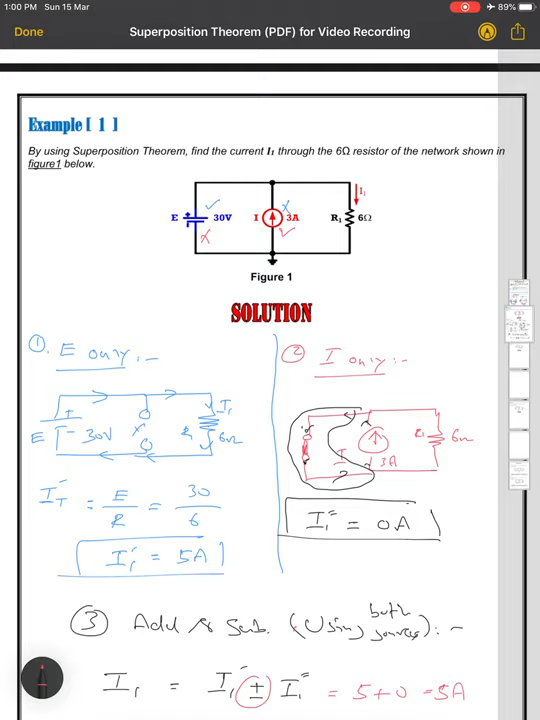 1:00 PM Sun 15 Mar 89%
Done Superposition Theorem (PDF) for Video Recording
Example [ 1 ]
By using Superposition Theorem, find the current I₁ through the 6Ω resistor of the network shown in
figure1 below.
I₁
E 30V I 3A R₁ 6Ω
Figure 1
SOLUTION
①. E only :-
+ I₁
E - 30V R₁ 6Ω
I₁' = E/R = 30/6
I₁' = 5A
② I only :-
I 3A R₁ 6Ω
I₁'' = 0A
③ Add & Sub. (Using both sources) :-
I₁ = I₁' ± I₁'' = 5+0 = 5A